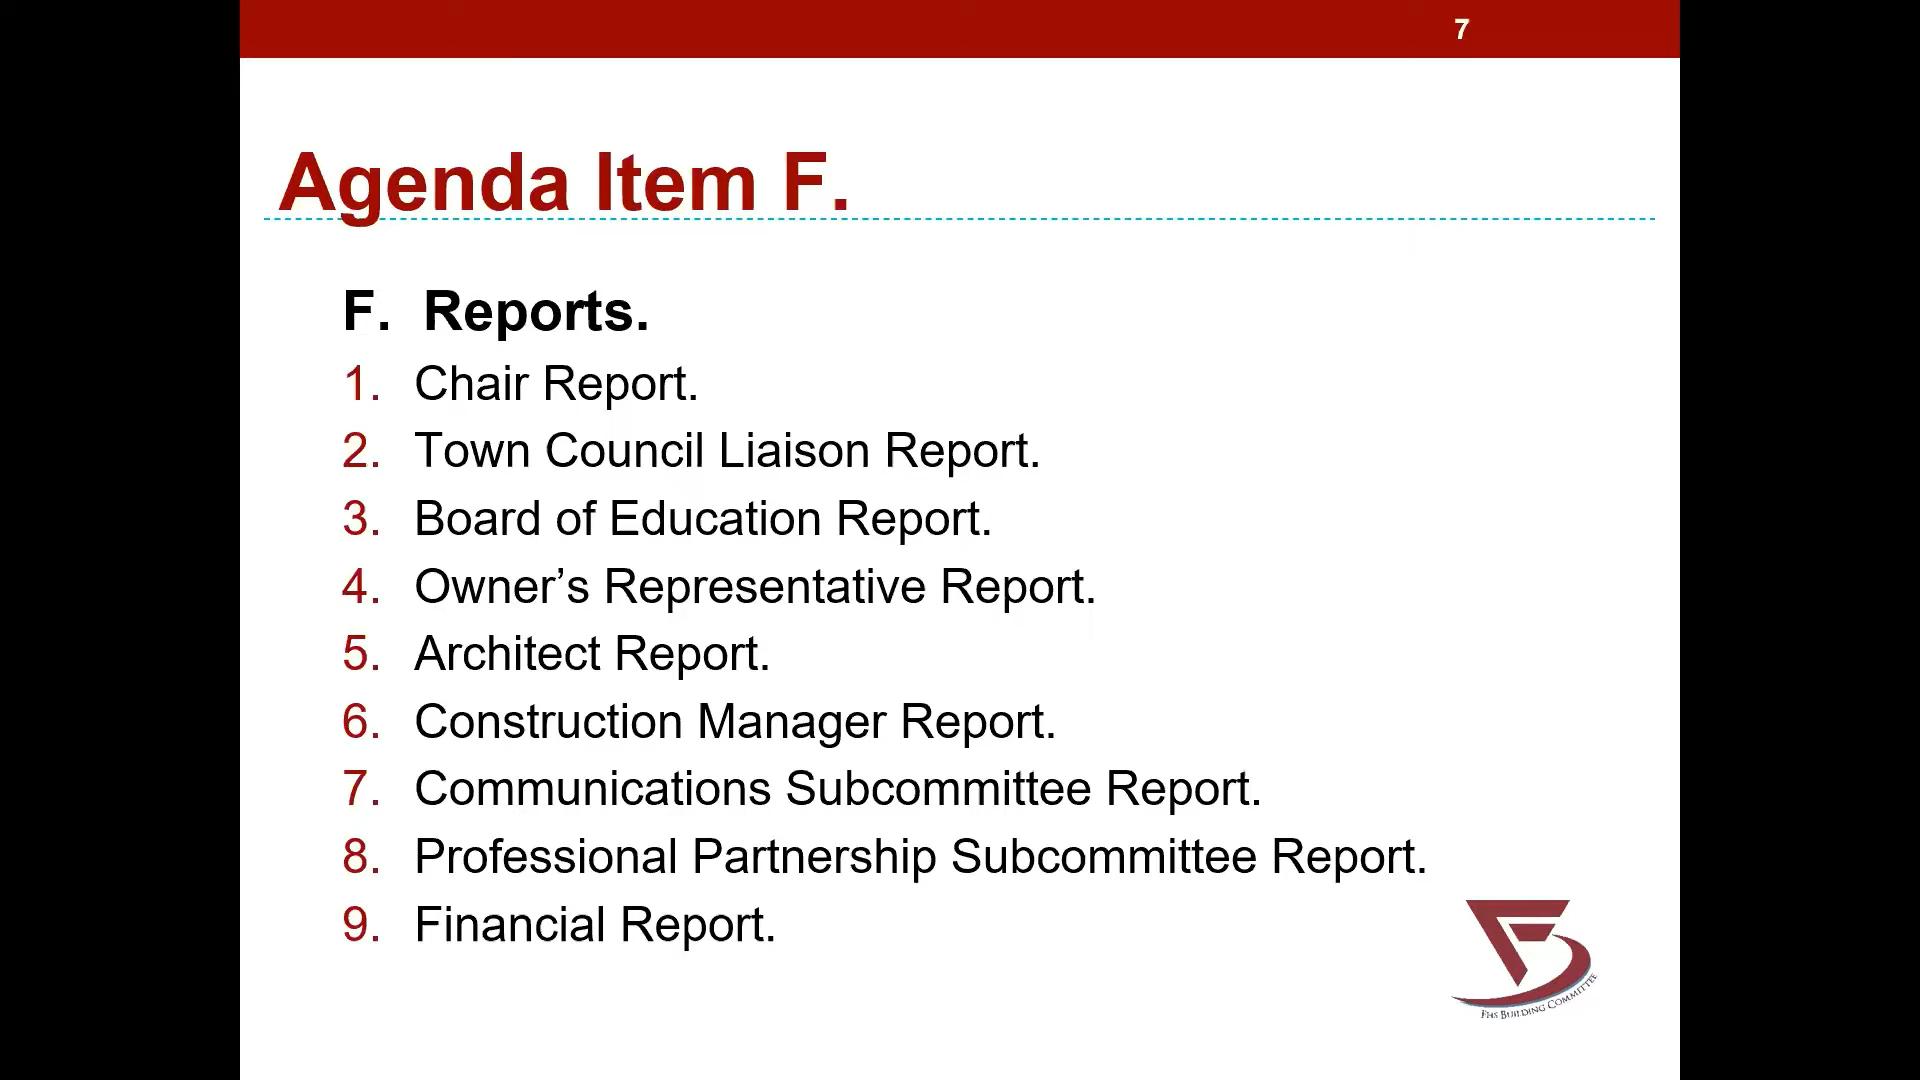 7
Agenda Item F.
F. Reports.
1. Chair Report.
2. Town Council Liaison Report.
3. Board of Education Report.
4. Owner’s Representative Report.
5. Architect Report.
6. Construction Manager Report.
7. Communications Subcommittee Report.
8. Professional Partnership Subcommittee Report.
9. Financial Report.
FHS BUILDING COMMITTEE